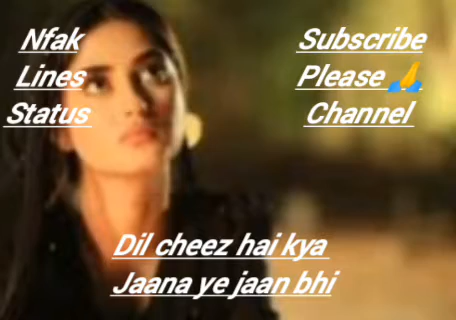 Nfak
Lines
Status
Subscribe
Please 🙏
Channel
Dil cheez hai kya
Jaana ye jaan bhi